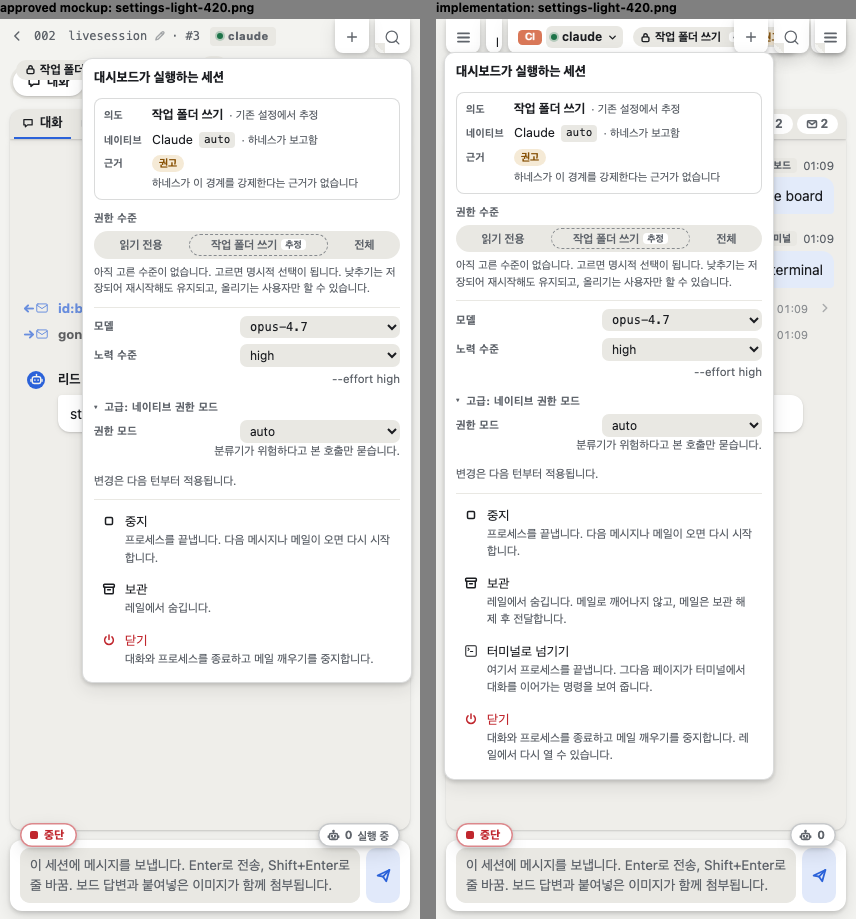 approved mockup: settings-light-420.png
002 livesession · #3 claude
작업 폴더
대화
대화
대시보드가 실행하는 세션
의도 작업 폴더 쓰기 · 기존 설정에서 추정
네이티브 Claude auto · 하네스가 보고함
근거 권고
하네스가 이 경계를 강제한다는 근거가 없습니다
권한 수준
읽기 전용 작업 폴더 쓰기 추정 전체
아직 고른 수준이 없습니다. 고르면 명시적 선택이 됩니다. 낮추기는 저
장되어 재시작해도 유지되고, 올리기는 사용자만 할 수 있습니다.
모델 opus-4.7
노력 수준 high
--effort high
고급: 네이티브 권한 모드
권한 모드 auto
분류기가 위험하다고 본 호출만 묻습니다.
변경은 다음 턴부터 적용됩니다.
중지
프로세스를 끝냅니다. 다음 메시지나 메일이 오면 다시 시작
합니다.
보관
레일에서 숨깁니다.
닫기
대화와 프로세스를 종료하고 메일 깨우기를 중지합니다.
id:b
gon
리드
st
중단
0 실행 중
이 세션에 메시지를 보냅니다. Enter로 전송, Shift+Enter로
줄 바꿈. 보드 답변과 붙여넣은 이미지가 함께 첨부됩니다.
implementation: settings-light-420.png
CI claude 작업 폴더 쓰기
대시보드가 실행하는 세션
의도 작업 폴더 쓰기 · 기존 설정에서 추정
네이티브 Claude auto · 하네스가 보고함
근거 권고
하네스가 이 경계를 강제한다는 근거가 없습니다
권한 수준
읽기 전용 작업 폴더 쓰기 추정 전체
아직 고른 수준이 없습니다. 고르면 명시적 선택이 됩니다. 낮추기는 저
장되어 재시작해도 유지되고, 올리기는 사용자만 할 수 있습니다.
모델 opus-4.7
노력 수준 high
--effort high
고급: 네이티브 권한 모드
권한 모드 auto
분류기가 위험하다고 본 호출만 묻습니다.
변경은 다음 턴부터 적용됩니다.
중지
프로세스를 끝냅니다. 다음 메시지나 메일이 오면 다시 시작
합니다.
보관
레일에서 숨깁니다. 메일로 깨어나지 않고, 메일은 보관 해
제 후 전달합니다.
터미널로 넘기기
여기서 프로세스를 끝냅니다. 그다음 페이지가 터미널에서
대화를 이어가는 명령을 보여 줍니다.
닫기
대화와 프로세스를 종료하고 메일 깨우기를 중지합니다. 레
일에서 다시 열 수 있습니다.
2 2
보드 01:09
e board
미널 01:09
terminal
01:09
01:09
중단
0
이 세션에 메시지를 보냅니다. Enter로 전송, Shift+Enter로
줄 바꿈. 보드 답변과 붙여넣은 이미지가 함께 첨부됩니다.